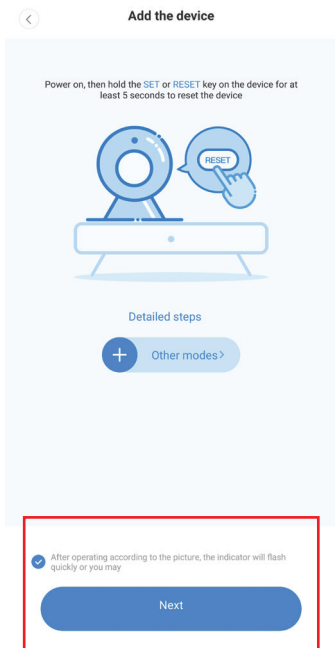 Add the device
Power on, then hold the SET or RESET key on the device for at
least 5 seconds to reset the device
RESET
Detailed steps
+ Other modes>
After operating according to the picture, the indicator will flash
quickly or you may
Next